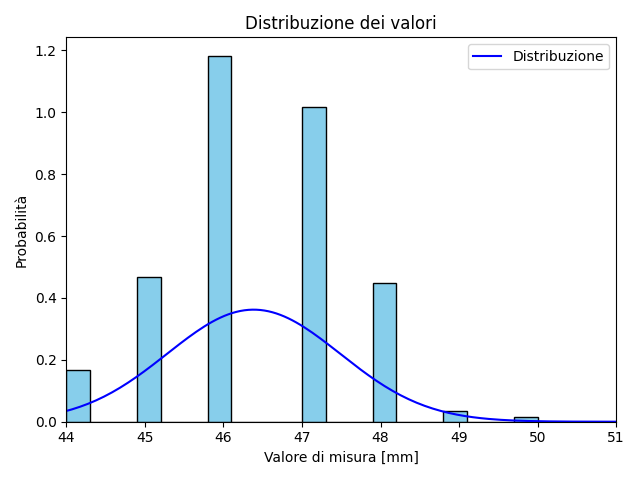 Distribuzione dei valori
Distribuzione
Probabilità
1.2
1.0
0.8
0.6
0.4
0.2
0.0
44 45 46 47 48 49 50 51
Valore di misura [mm]